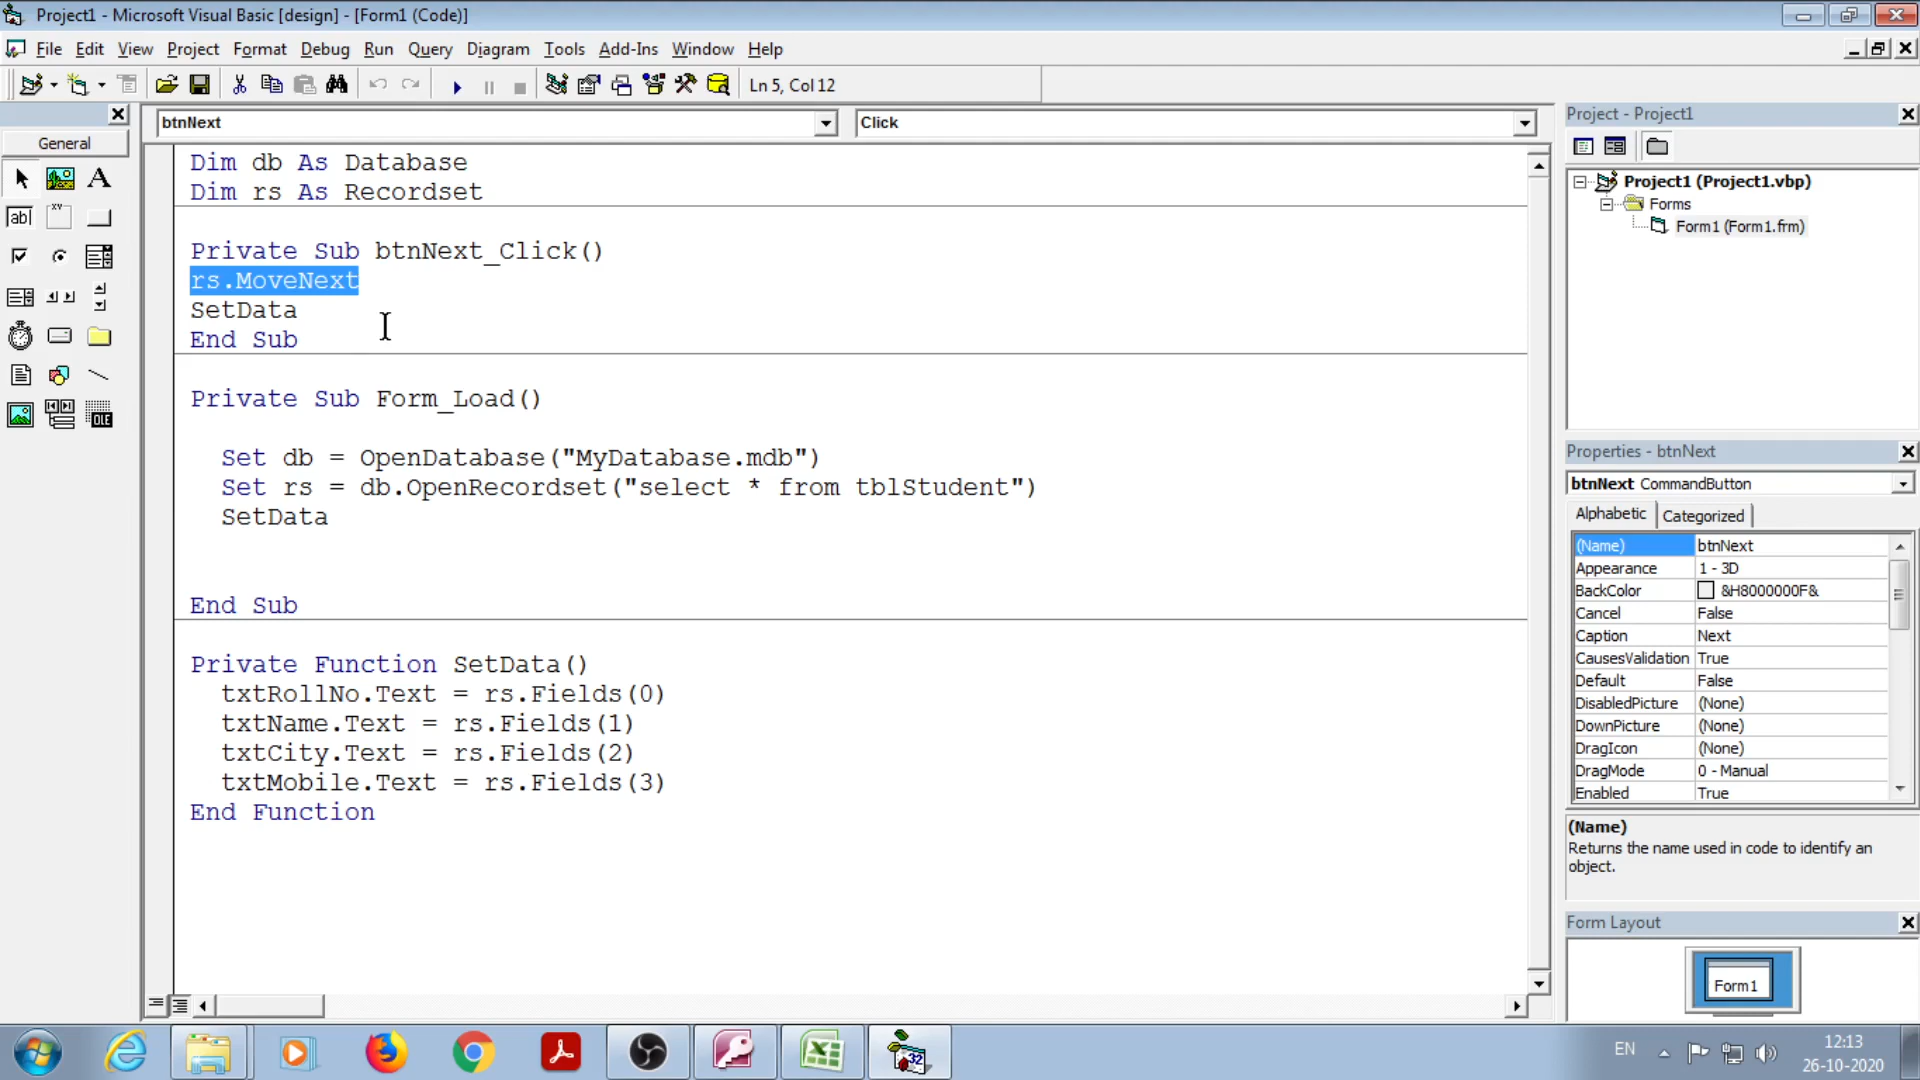 Project1 - Microsoft Visual Basic [design] - [Form1 (Code)]
File Edit View Project Format Debug Run Query Diagram Tools Add-Ins Window Help
Ln 5, Col 12
General
btnNext
Click
Dim db As Database
Dim rs As Recordset
Private Sub btnNext_Click()
rs.MoveNext
SetData
End Sub
Private Sub Form_Load()
Set db = OpenDatabase("MyDatabase.mdb")
Set rs = db.OpenRecordset("select * from tblStudent")
SetData
End Sub
Private Function SetData()
txtRollNo.Text = rs.Fields(0)
txtName.Text = rs.Fields(1)
txtCity.Text = rs.Fields(2)
txtMobile.Text = rs.Fields(3)
End Function
Project - Project1
Project1 (Project1.vbp)
Forms
Form1 (Form1.frm)
Properties - btnNext
btnNext CommandButton
Alphabetic Categorized
(Name) btnNext
Appearance 1 - 3D
BackColor &H8000000F&
Cancel False
Caption Next
CausesValidation True
Default False
DisabledPicture (None)
DownPicture (None)
DragIcon (None)
DragMode 0 - Manual
Enabled True
(Name)
Returns the name used in code to identify an
object.
Form Layout
Form1
EN
12:13
26-10-2020